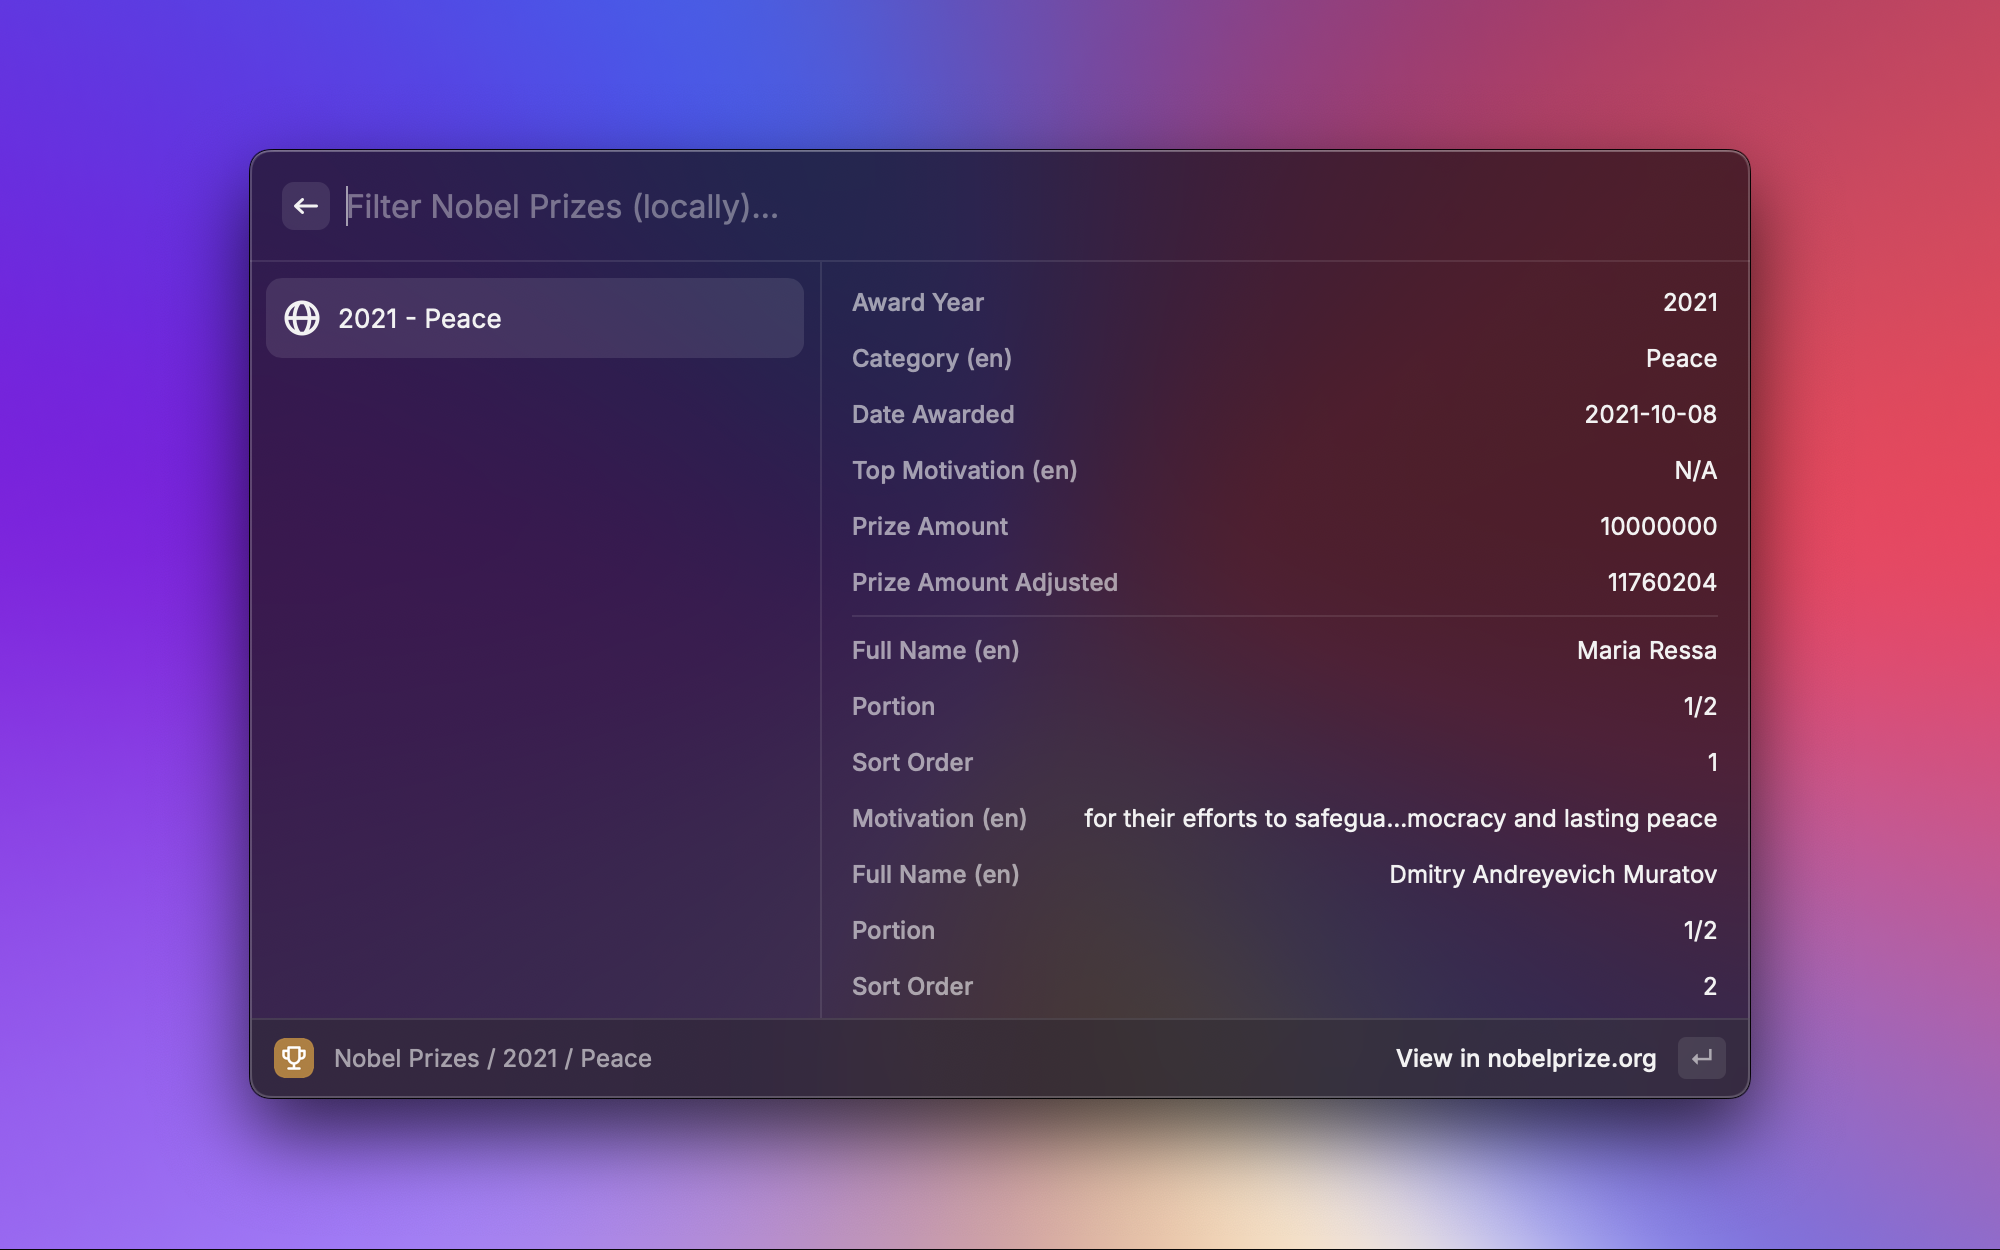 Filter Nobel Prizes (locally)...
2021 - Peace
Award Year 2021
Category (en) Peace
Date Awarded 2021-10-08
Top Motivation (en) N/A
Prize Amount 10000000
Prize Amount Adjusted 11760204
Full Name (en) Maria Ressa
Portion 1/2
Sort Order 1
Motivation (en) for their efforts to safegua...mocracy and lasting peace
Full Name (en) Dmitry Andreyevich Muratov
Portion 1/2
Sort Order 2
Nobel Prizes / 2021 / Peace View in nobelprize.org